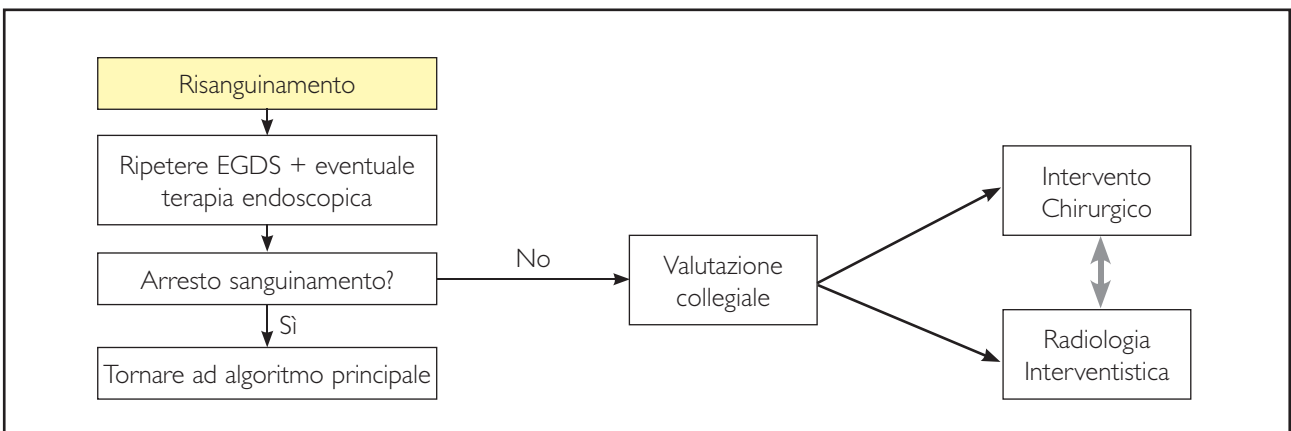 Risanguinamento
Ripetere EGDS + eventuale
terapia endoscopica
Arresto sanguinamento?
No
Sì
Tornare ad algoritmo principale
Valutazione
collegiale
Intervento
Chirurgico
Radiologia
Interventistica